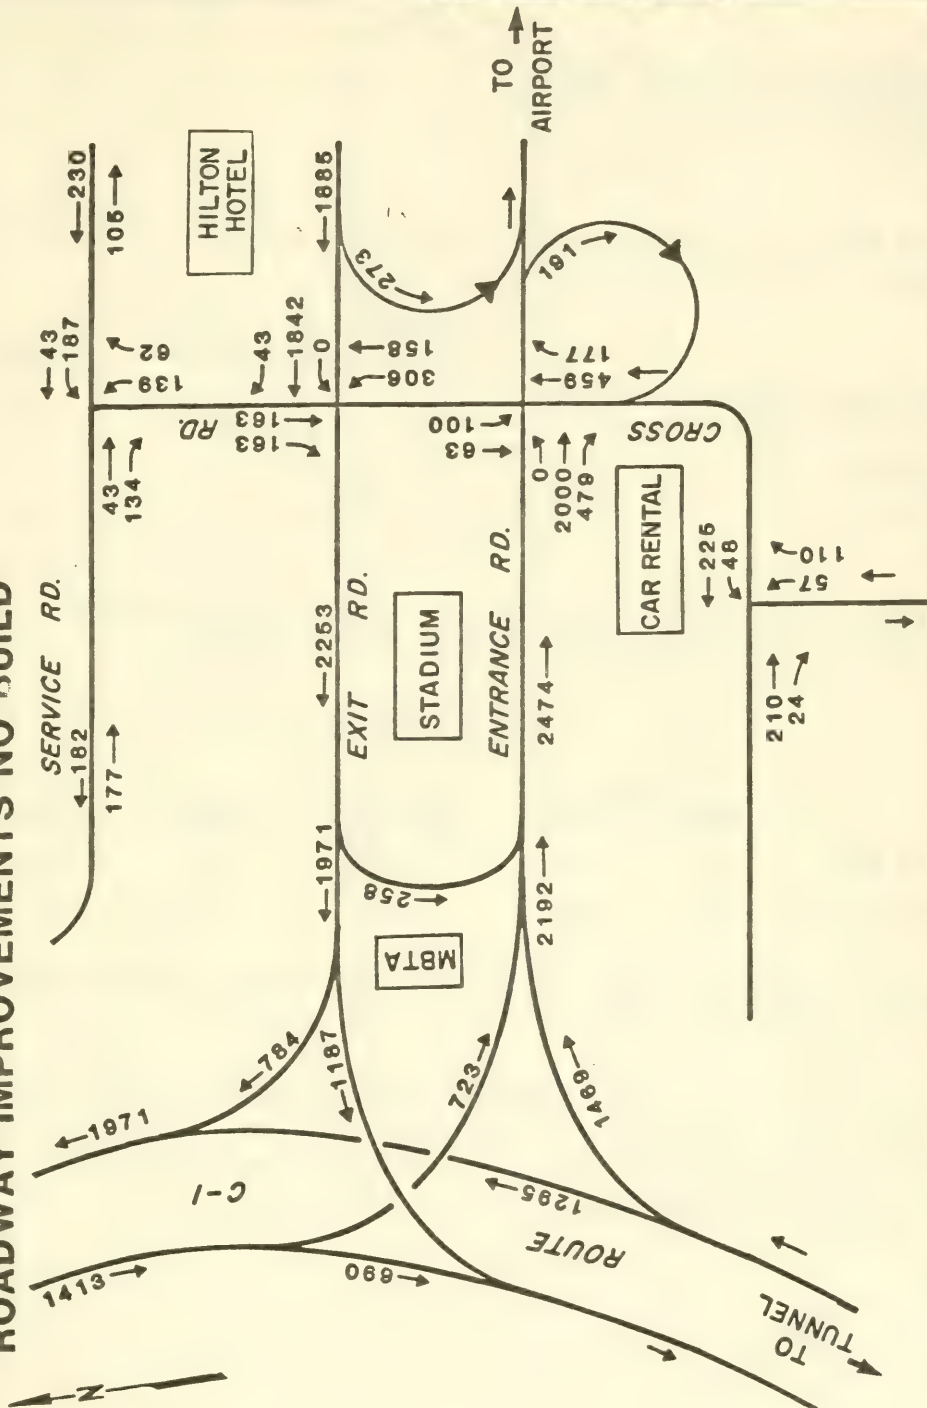 ROADWAY IMPROVEMENTS NO BUILD
N
SERVICE RD.
182
177
43
187
230
105
43
134
139
62
HILTON
HOTEL
RD.
163
163
43
1842
0
1885
306
158
273
TO
AIRPORT
EXIT RD.
2253
1971
258
STADIUM
MBTA
ENTRANCE RD.
2474
2192
63
100
0
2000
479
459
177
191
CROSS
CAR RENTAL
225
48
57
110
210
24
784
1187
723
1469
1971
C-1
1413
690
1295
ROUTE
TO
TUNNEL